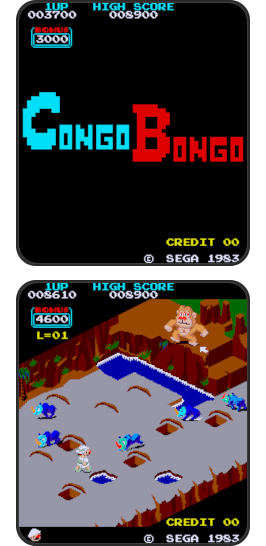 1UP HIGH SCORE
003700 008900
BONUS
3000
CONGO BONGO
CREDIT 00
© SEGA 1983
1UP HIGH SCORE
008610 008900
BONUS
4600
L=01
CREDIT 00
© SEGA 1983